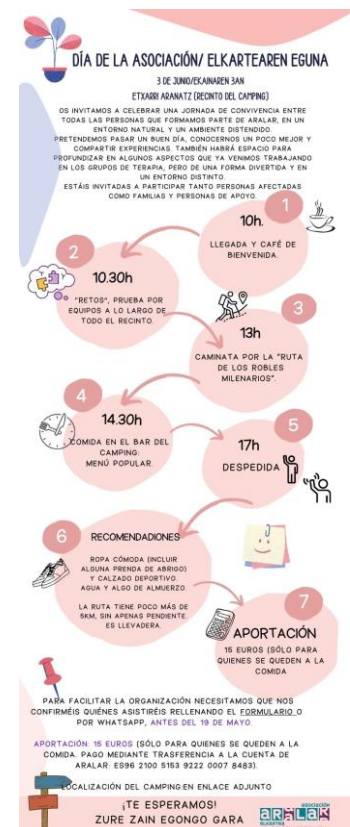 DÍA DE LA ASOCIACIÓN/ ELKARTEAREN EGUNA
3 DE JUNIO/EKAINAREN 3AN
ETXARRI ARANATZ (RECINTO DEL CAMPING)
OS INVITAMOS A CELEBRAR UNA JORNADA DE CONVIVENCIA ENTRE
TODAS LAS PERSONAS QUE FORMAMOS PARTE DE ARALAR, EN UN
ENTORNO NATURAL Y UN AMBIENTE DISTENDIDO.
PRETENDEMOS PASAR UN BUEN DÍA, CONOCERNOS UN POCO MEJOR Y
COMPARTIR EXPERIENCIAS. TAMBIÉN HABRÁ ESPACIO PARA
PROFUNDIZAR EN ALGUNOS ASPECTOS QUE YA VENIMOS TRABAJANDO
EN LOS GRUPOS DE TERAPIA, PERO DE UNA FORMA DIVERTIDA Y EN
UN ENTORNO DISTINTO.
ESTÁIS INVITADAS A PARTICIPAR TANTO PERSONAS AFECTADAS
COMO FAMILIAS Y PERSONAS DE APOYO.
1
10h.
LLEGADA Y CAFÉ DE
BIENVENIDA.
2
10.30h
"RETOS", PRUEBA POR
EQUIPOS A LO LARGO DE
TODO EL RECINTO.
3
13h
CAMINATA POR LA "RUTA
DE LOS ROBLES
MILENARIOS".
4
14.30h
COMIDA EN EL BAR DEL
CAMPING:
MENÚ POPULAR.
5
17h
DESPEDIDA
6
RECOMENDADIONES
ROPA CÓMODA (INCLUIR
ALGUNA PRENDA DE ABRIGO)
Y CALZADO DEPORTIVO.
AGUA Y ALGO DE ALMUERZO.
LA RUTA TIENE POCO MÁS DE
5KM, SIN APENAS PENDIENTE.
ES LLEVADERA.
7
APORTACIÓN
15 EUROS (SÓLO PARA
QUIENES SE QUEDEN A LA
COMIDA
PARA FACILITAR LA ORGANIZACIÓN NECESITAMOS QUE NOS
CONFIRMÉIS QUIÉNES ASISTIRÉIS RELLENANDO EL FORMULARIO O
POR WHATSAPP, ANTES DEL 19 DE MAYO.
APORTACIÓN: 15 EUROS (SÓLO PARA QUIENES SE QUEDEN A LA
COMIDA. PAGO MEDIANTE TRASFERENCIA A LA CUENTA DE
ARALAR: ES96 2100 5153 9222 0007 8483).
LOCALIZACIÓN DEL CAMPING:EN ENLACE ADJUNTO
¡TE ESPERAMOS!
ZURE ZAIN EGONGO GARA
asociación
aRaLaR
elkartea